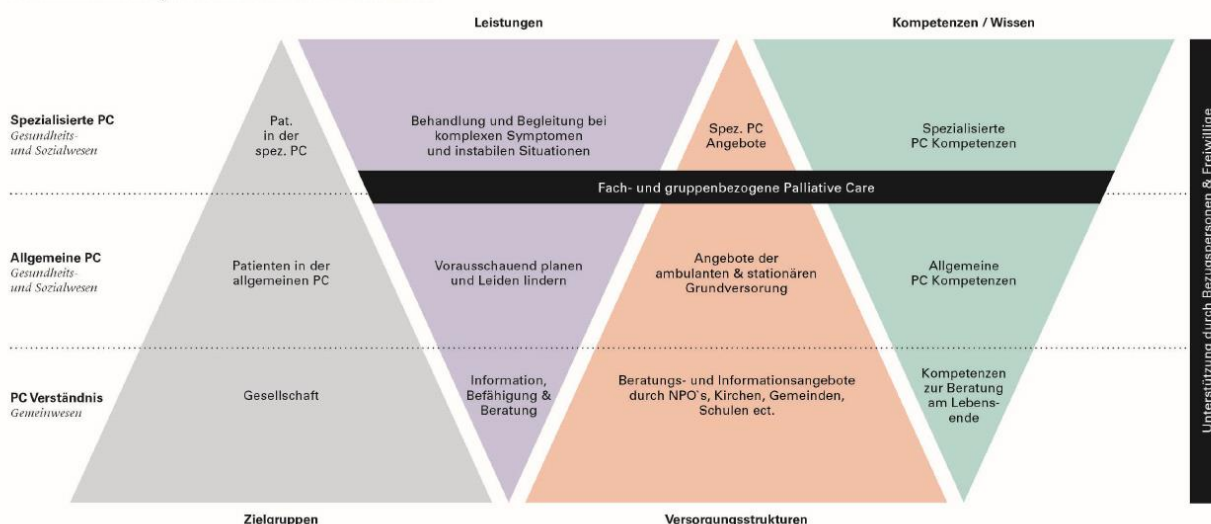 Leistungen
Kompetenzen / Wissen
Spezialisierte PC
Gesundheits-
und Sozialwesen
Pat.
in der
spez. PC
Behandlung und Begleitung bei
komplexen Symptomen
und instabilen Situationen
Spez. PC
Angebote
Spezialisierte
PC Kompetenzen
Fach- und gruppenbezogene Palliative Care
Allgemeine PC
Gesundheits-
und Sozialwesen
Patienten in der
allgemeinen PC
Vorausschauend planen
und Leiden lindern
Angebote der
ambulanten & stationären
Grundversorung
Allgemeine
PC Kompetenzen
PC Verständnis
Gemeinwesen
Gesellschaft
Information,
Befähigung &
Beratung
Beratungs- und Informationsangebote
durch NPO`s, Kirchen, Gemeinden,
Schulen ect.
Kompetenzen
zur Beratung
am Lebens-
ende
Zielgruppen
Versorgungsstrukturen
Unterstützung durch Bezugspersonen & Freiwillige